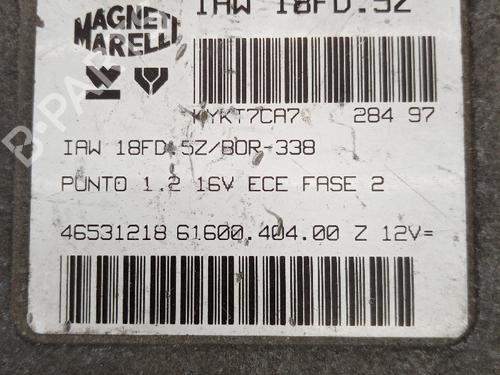 MAGNETI
MARELLI
IAW 18FD.5Z
284 97
IAW 18FD.5Z/BOR-338
PUNTO 1.2 16V ECE FASE 2
46531218 61600.404.00 Z 12V=